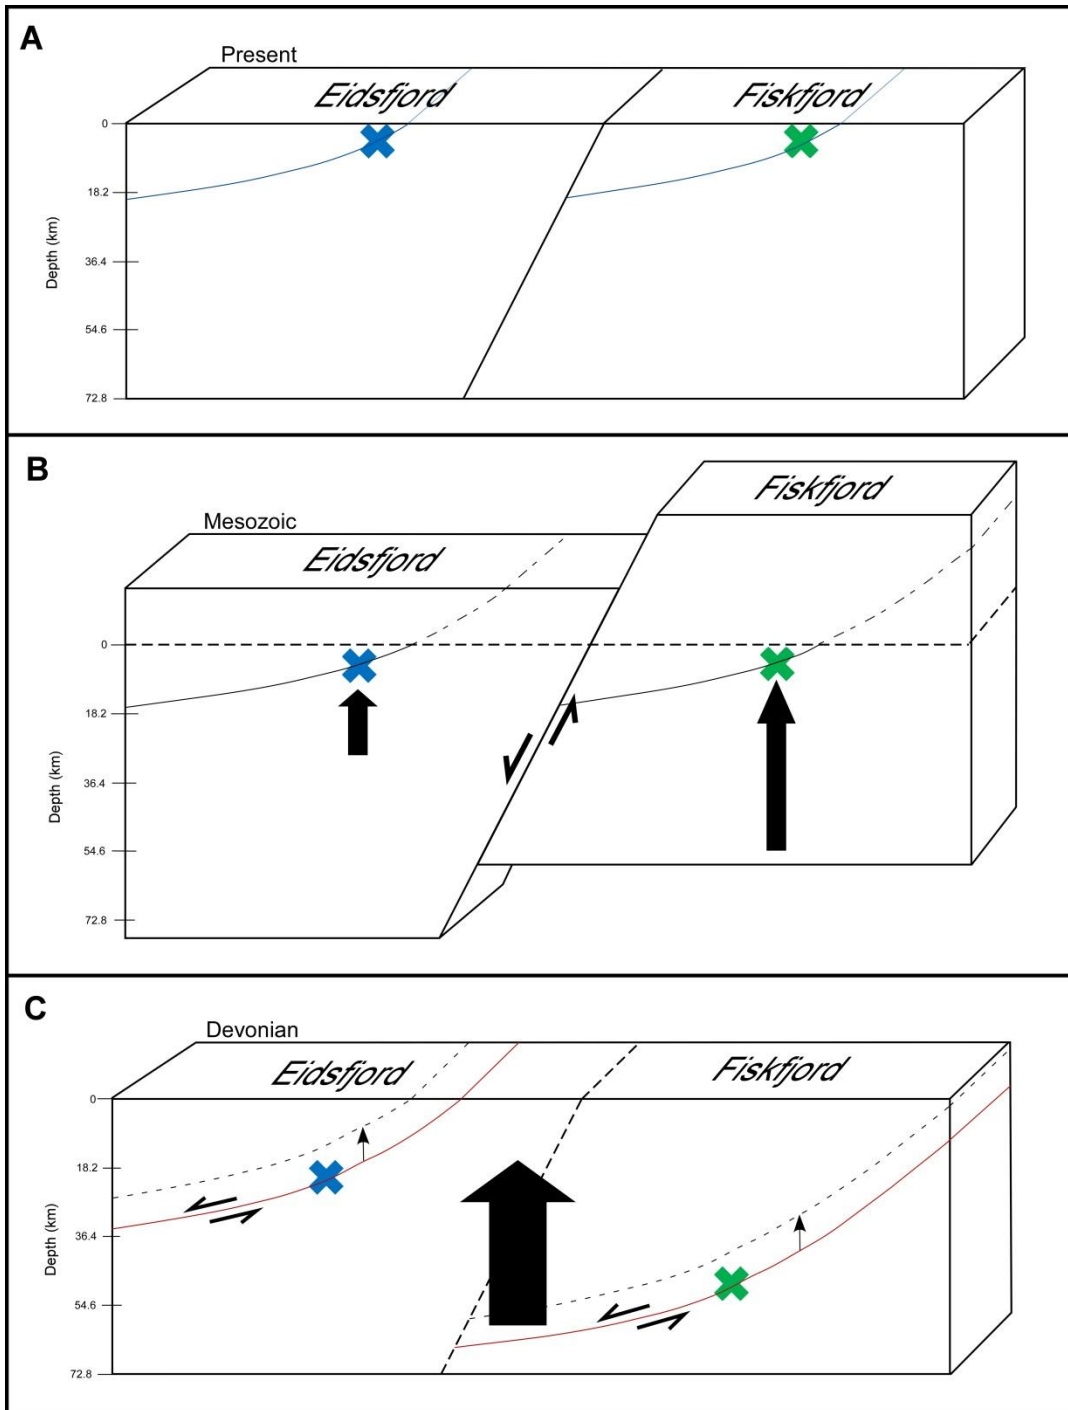 A
Present
Eidsfjord
Fiskfjord
0
18.2
36.4
54.6
72.8
Depth (km)
B
Mesozoic
Eidsfjord
Fiskfjord
0
18.2
36.4
54.6
72.8
Depth (km)
C
Devonian
Eidsfjord
Fiskfjord
0
18.2
36.4
54.6
72.8
Depth (km)